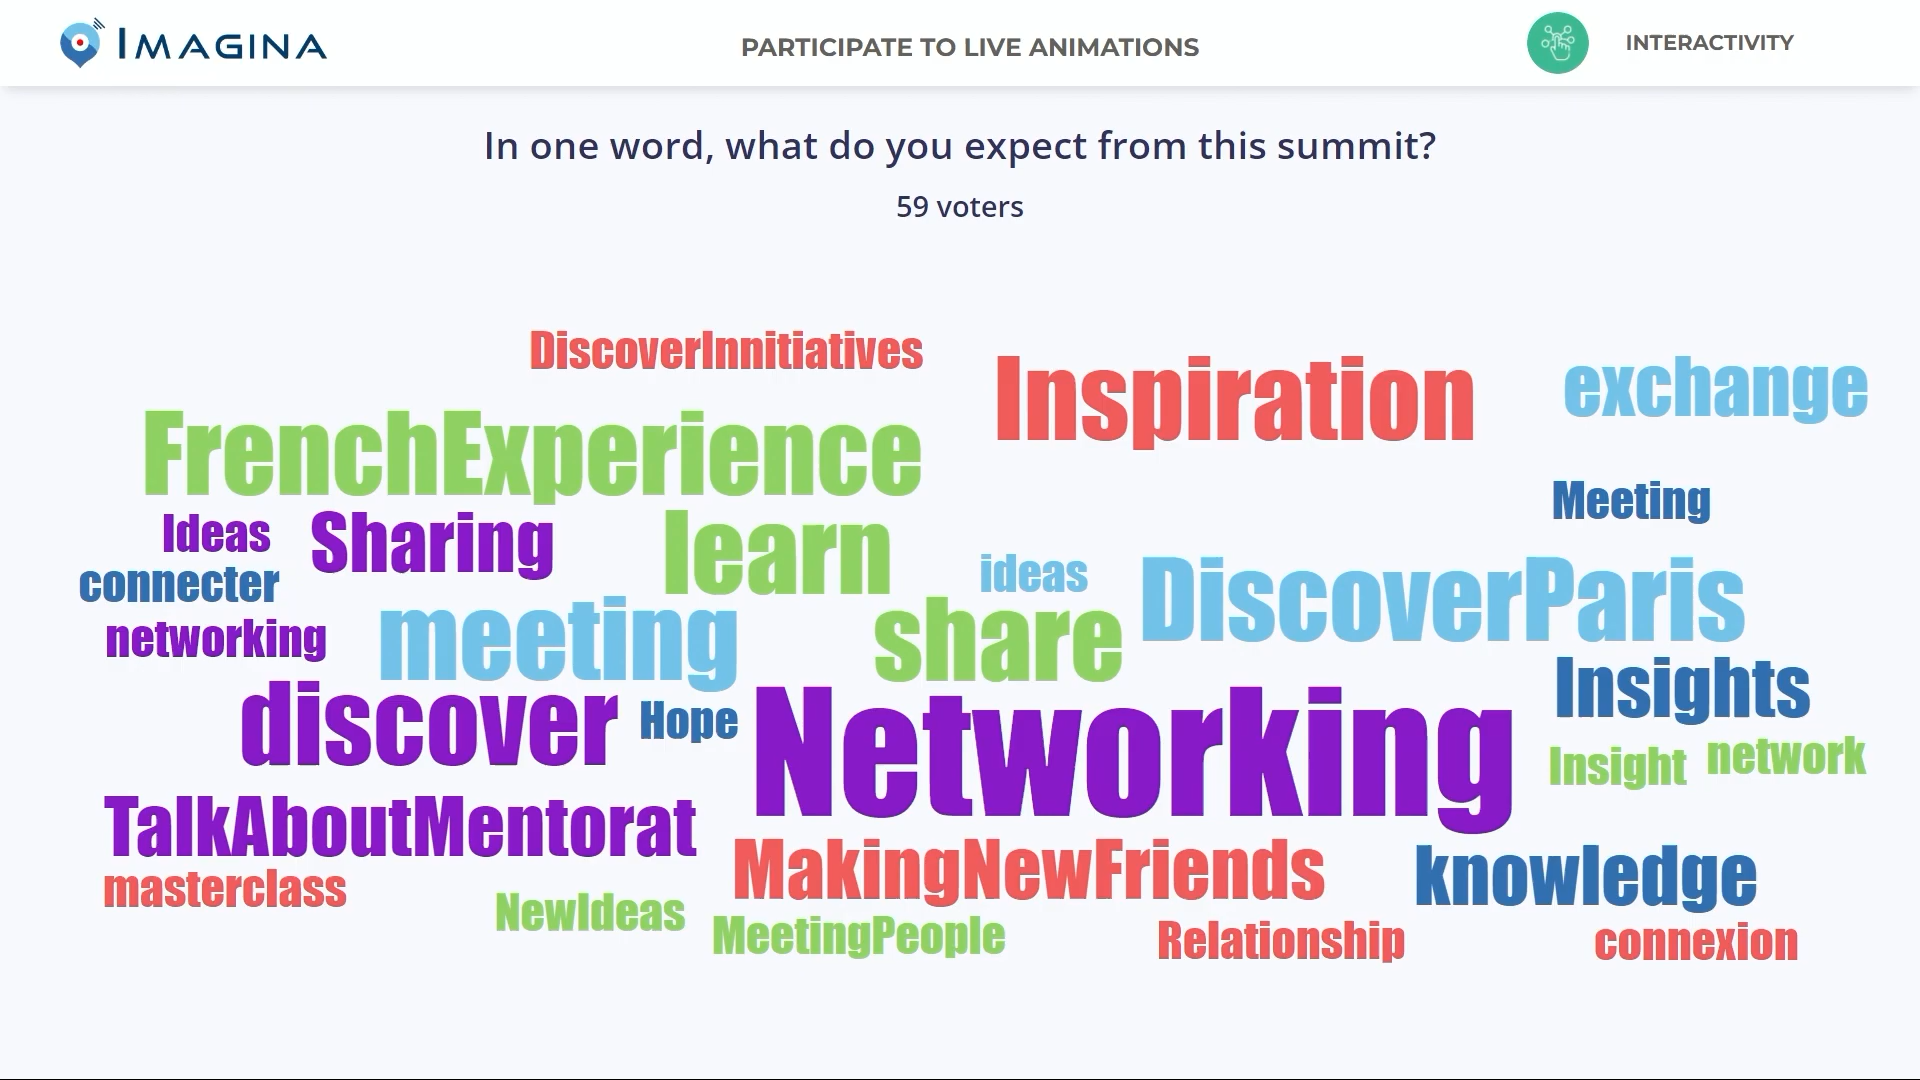 IMAGINA
PARTICIPATE TO LIVE ANIMATIONS
INTERACTIVITY
In one word, what do you expect from this summit?
59 voters
DiscoverInnitiatives
Inspiration
exchange
FrenchExperience
Meeting
Ideas
Sharing
learn
ideas
DiscoverParis
connecter
networking
meeting
share
discover
Hope
Networking
Insights
Insight
network
TalkAboutMentorat
MakingNewFriends
knowledge
masterclass
NewIdeas
MeetingPeople
Relationship
connexion